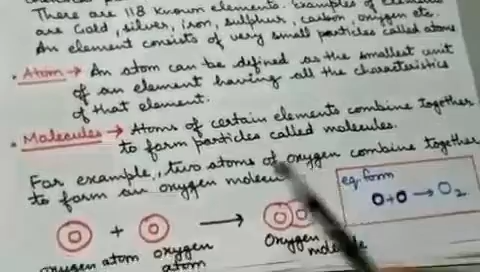 There are 118 known elements. Examples of elements
are Gold, silver, iron, sulphur, carbon, oxygen etc.
An element consists of very small particles called atoms
• Atom → An atom can be defined as the smallest unit
of an element having all the characteristics
of that element.
• Molecules → Atoms of certain elements combine together
to form particles called molecules.
For example, two atoms of oxygen combine together
to form an oxygen
eg. form
O+O → O2
+ →
oxygen atom oxygen atom
Oxygen molecule